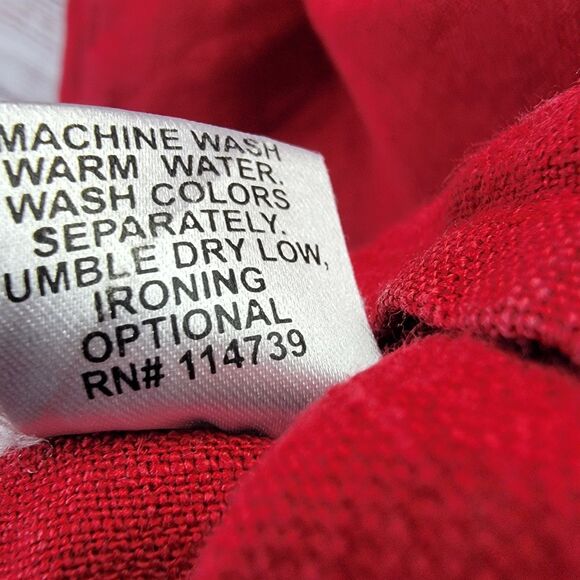 MACHINE WASH
WARM WATER.
WASH COLORS
SEPARATELY.
UMBLE DRY LOW,
IRONING
OPTIONAL
RN# 114739